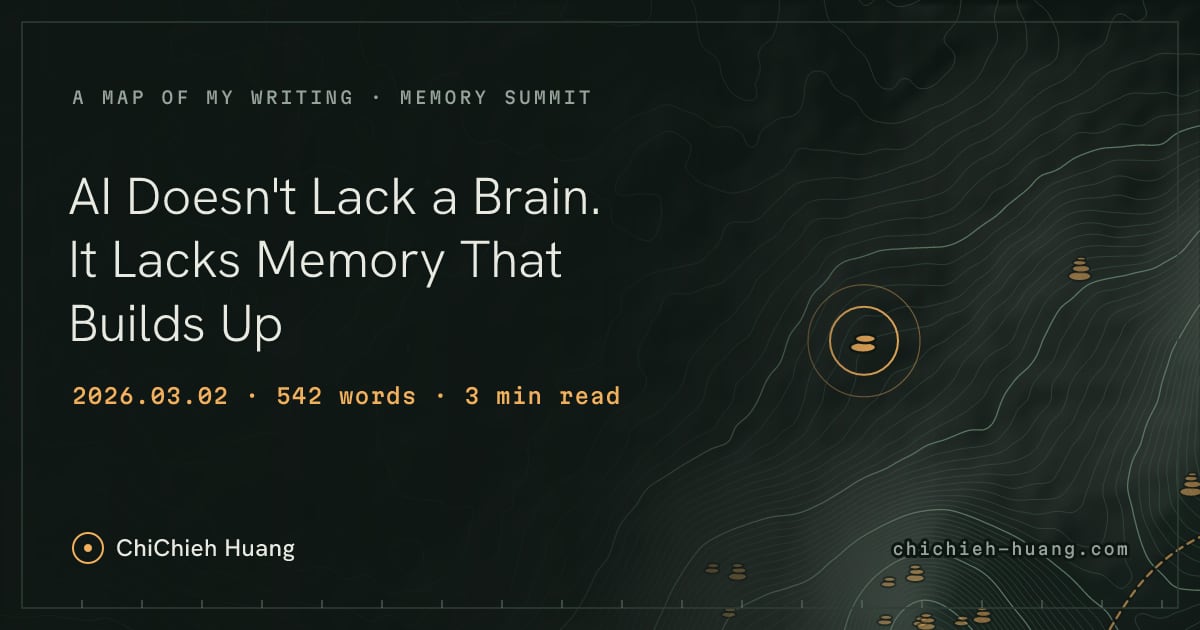 A MAP OF MY WRITING · MEMORY SUMMIT
AI Doesn't Lack a Brain.
It Lacks Memory That
Builds Up
2026.03.02 · 542 words · 3 min read
ChiChieh Huang
chichieh-huang.com